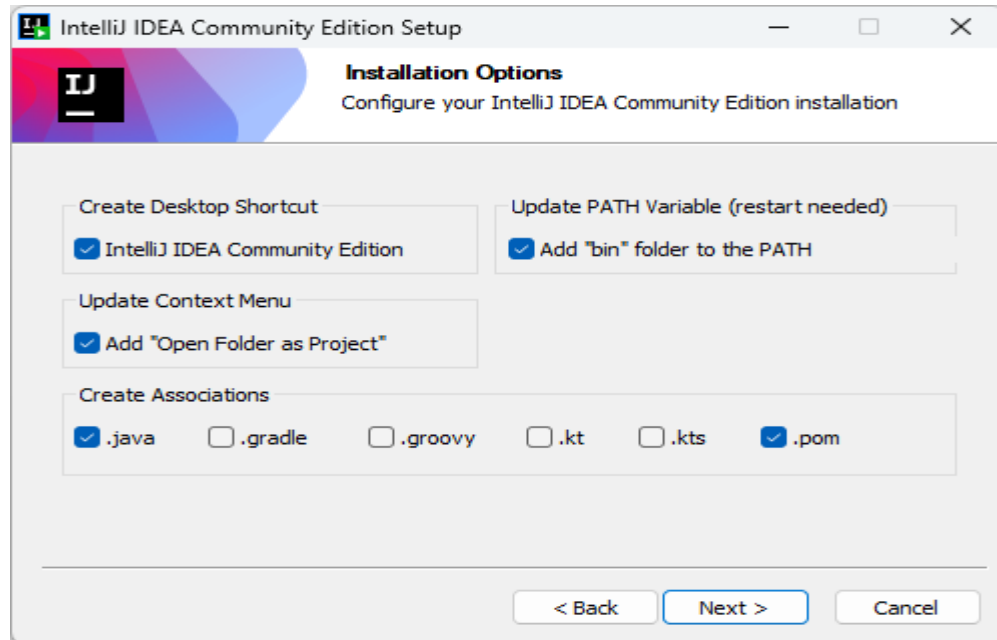 IntelliJ IDEA Community Edition Setup
IJ
Installation Options
Configure your IntelliJ IDEA Community Edition installation
Create Desktop Shortcut
IntelliJ IDEA Community Edition
Update PATH Variable (restart needed)
Add "bin" folder to the PATH
Update Context Menu
Add "Open Folder as Project"
Create Associations
.java .gradle .groovy .kt .kts .pom
< Back Next > Cancel